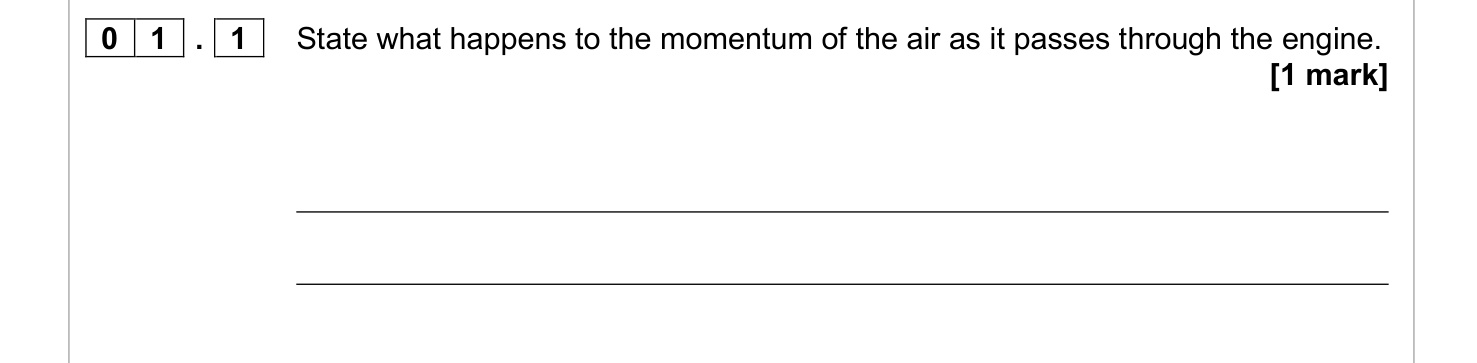 0 1 . 1 State what happens to the momentum of the air as it passes through the engine.
[1 mark]